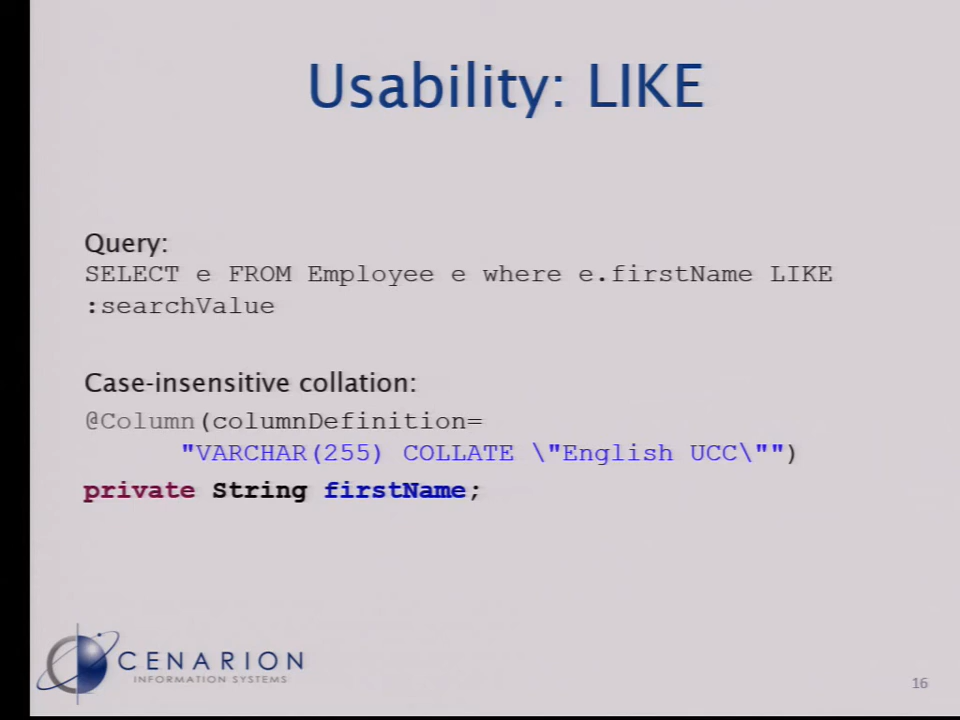 Usability: LIKE
Query:
SELECT e FROM Employee e where e.firstName LIKE
:searchValue
Case-insensitive collation:
@Column(columnDefinition=
"VARCHAR(255) COLLATE \"English UCC\"")
private String firstName;
CENARION
INFORMATION SYSTEMS
16